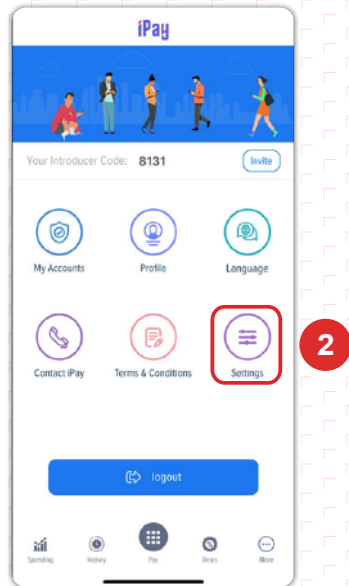 iPay
Your Introducer Code: 8131 Invite
My Accounts Profile Language
Contact iPay Terms & Conditions Settings
2
logout
Spending History Pay Deals More